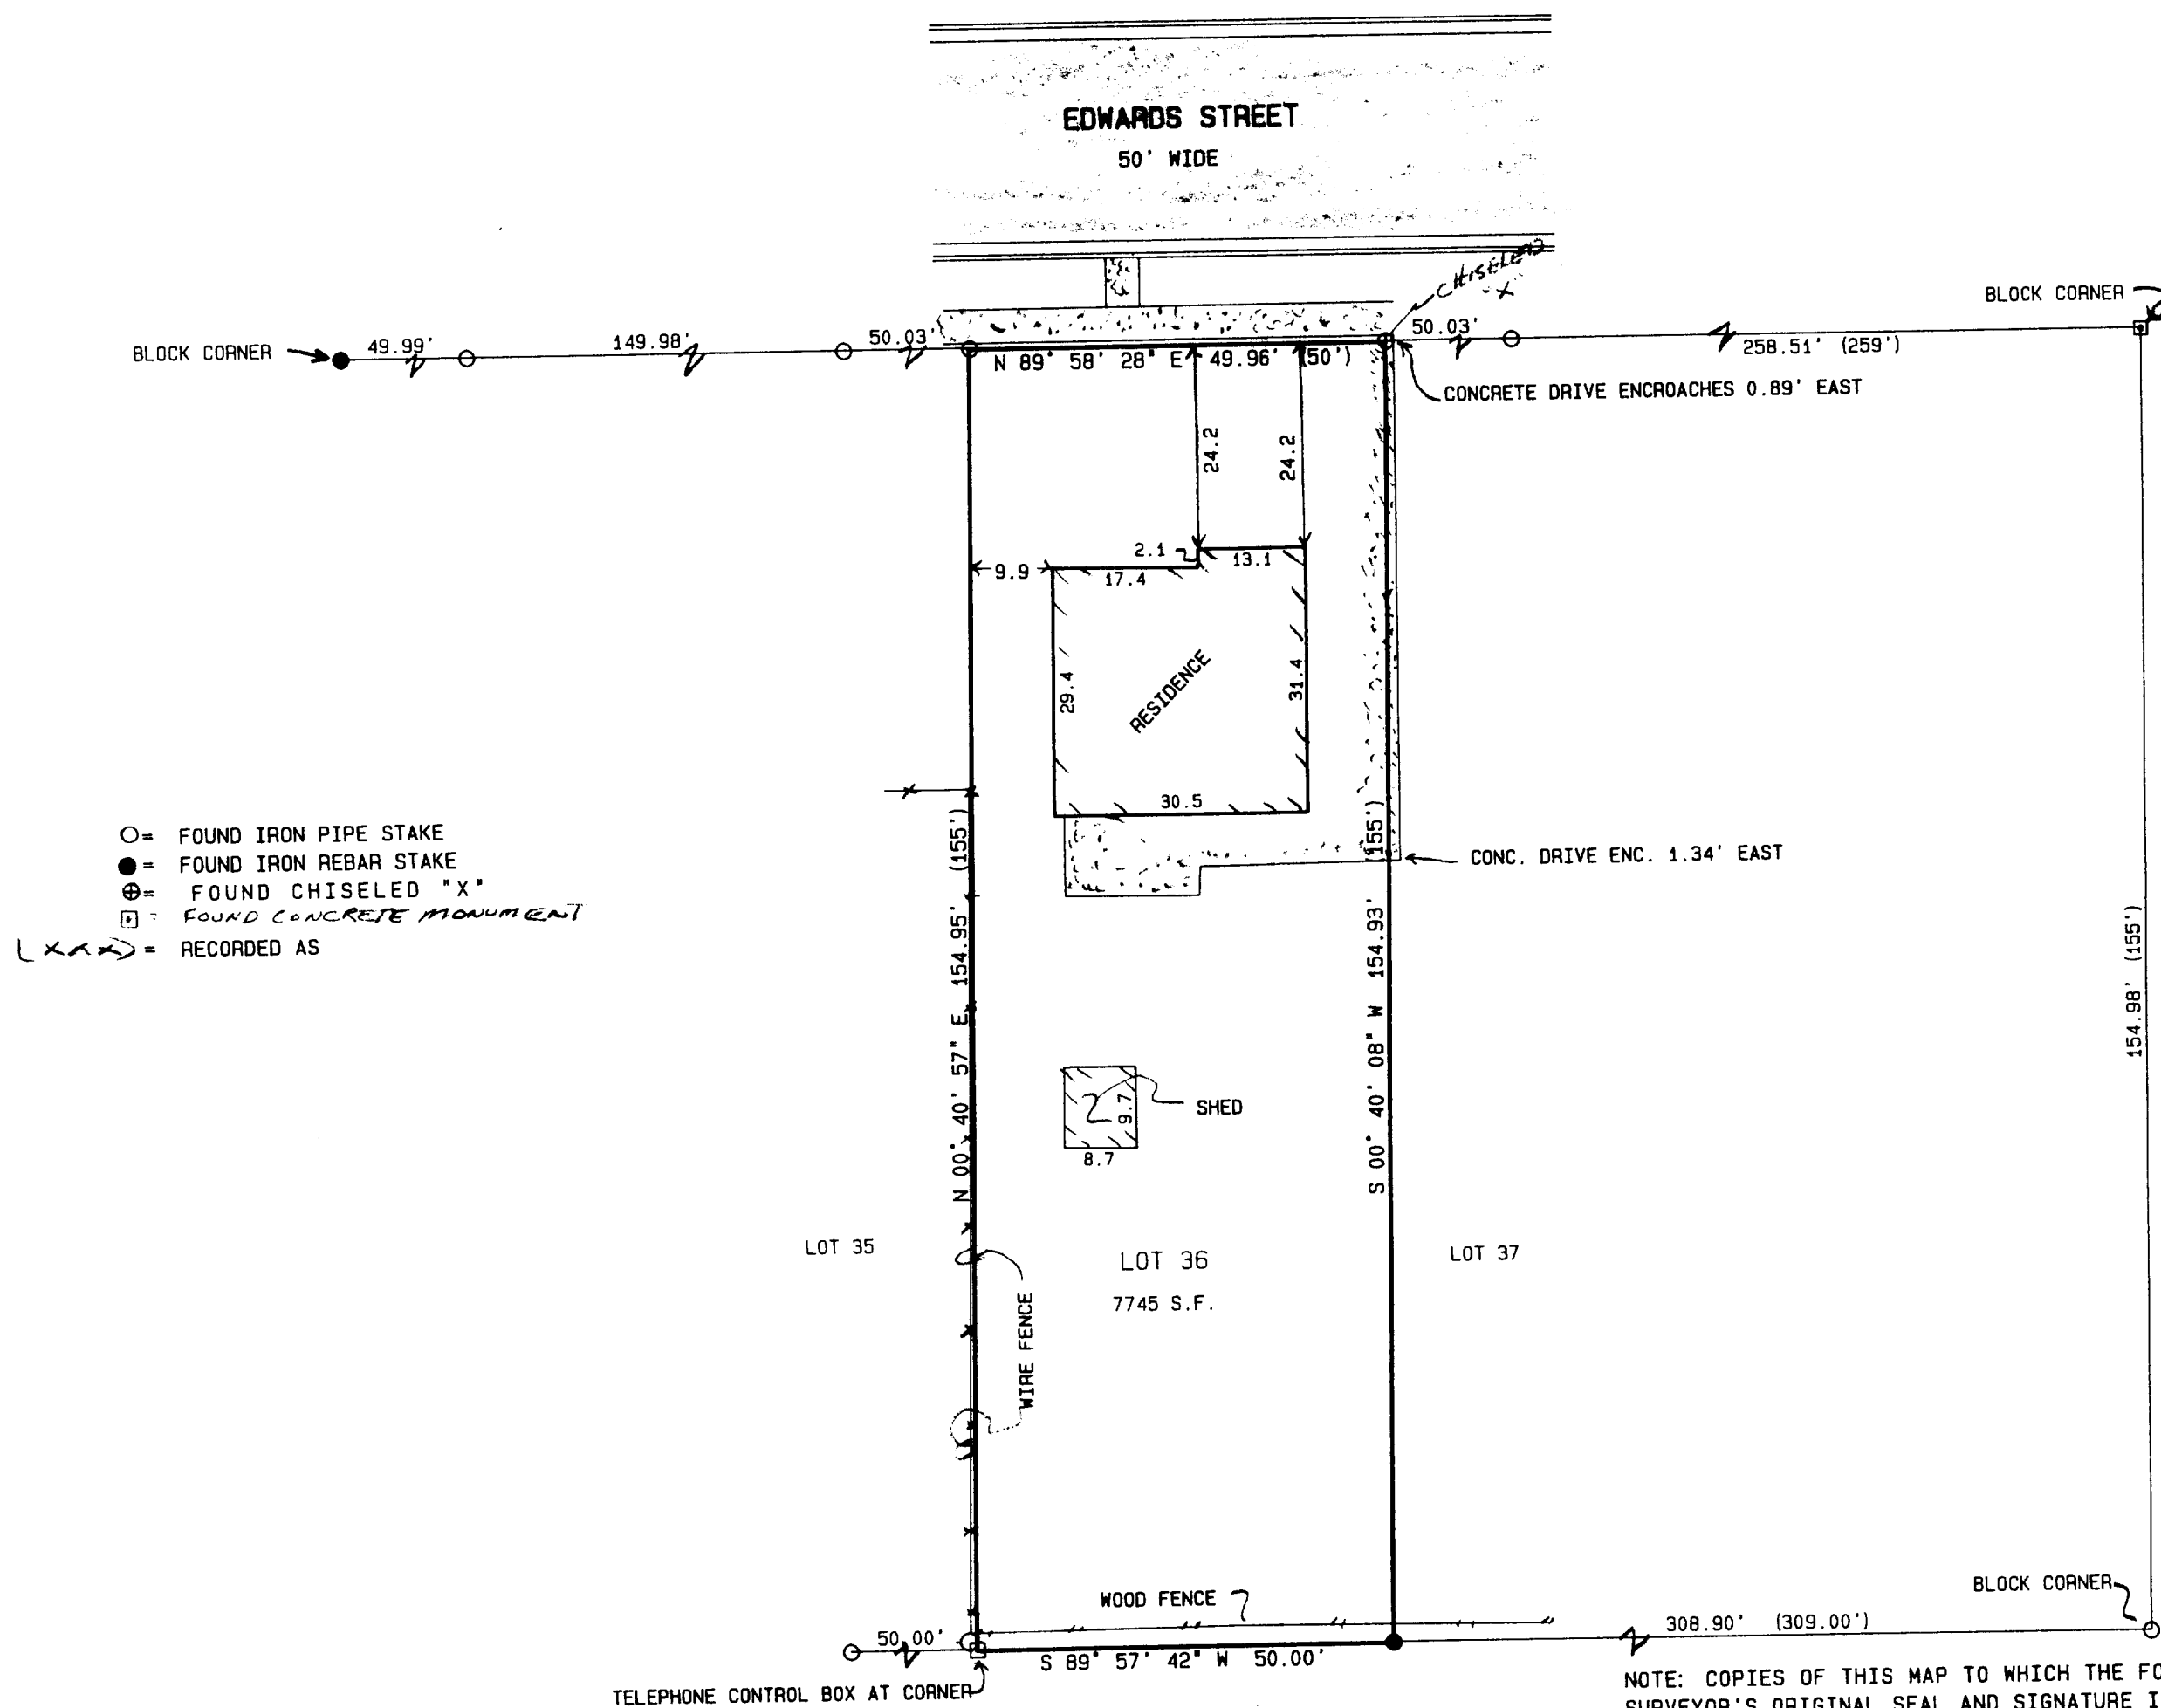 EDWARDS STREET
50' WIDE
CHISELED
X
BLOCK CORNER
BLOCK CORNER
49.99'
149.98'
50.03'
N 89° 58' 28" E 49.96' (50')
50.03'
258.51' (259')
CONCRETE DRIVE ENCROACHES 0.89' EAST
24.2
24.2
2.1
13.1
9.9
17.4
29.4
RESIDENCE
31.4
30.5
CONC. DRIVE ENC. 1.34' EAST
O= FOUND IRON PIPE STAKE
●= FOUND IRON REBAR STAKE
⊕= FOUND CHISELED "X"
⊡ = FOUND CONCRETE MONUMENT
(XXX) = RECORDED AS
N 00° 40' 57" E 154.95' (155')
S 00° 40' 08" W 154.93' (155')
154.98' (155')
9.7
SHED
8.7
LOT 35
LOT 36
7745 S.F.
LOT 37
WIRE FENCE
WOOD FENCE
BLOCK CORNER
50.00'
S 89° 57' 42" W 50.00'
308.90' (309.00')
TELEPHONE CONTROL BOX AT CORNER
NOTE: COPIES OF THIS MAP TO WHICH THE FO
SURVEYOR'S ORIGINAL SEAL AND SIGNATURE I